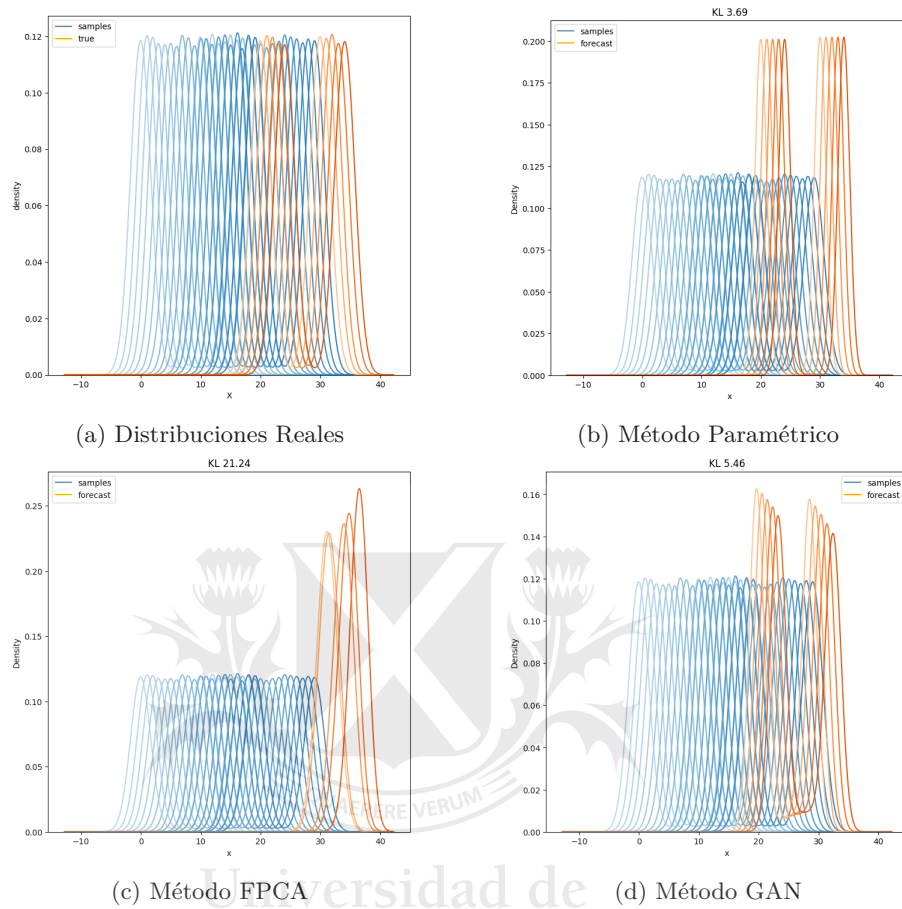 samples
true
0.12
0.10
0.08
0.06
0.04
0.02
0.00
density
−10 0 10 20 30 40
X
(a) Distribuciones Reales
KL 3.69
samples
forecast
0.200
0.175
0.150
0.125
0.100
0.075
0.050
0.025
0.000
Density
−10 0 10 20 30 40
x
(b) Método Paramétrico
KL 21.24
samples
forecast
0.25
0.20
0.15
0.10
0.05
0.00
Density
−10 0 10 20 30 40
x
(c) Método FPCA
KL 5.46
samples
forecast
0.16
0.14
0.12
0.10
0.08
0.06
0.04
0.02
0.00
Density
−10 0 10 20 30 40
x
(d) Método GAN
VERUM
Universidad de